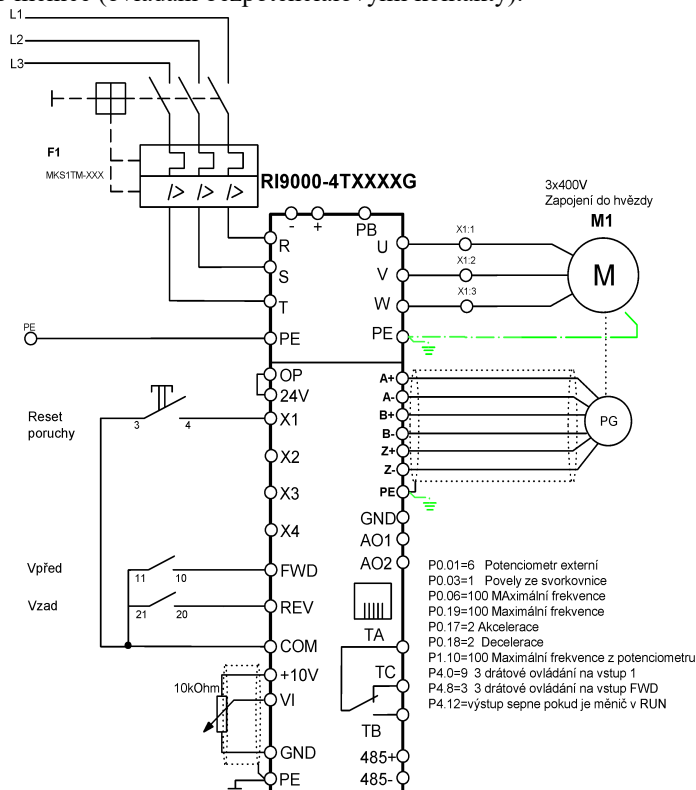 (ovládání bezpotenciálovými kontakty).
L1
L2
L3
F1
MKS1TM-XXX
/> /> />
RI9000-4TXXXXG
3x400V
Zapojení do hvězdy
M1
- + PB
R
S
T
PE
PE
U
V
W
PE
X1:1
X1:2
X1:3
M
OP
24V
X1
X2
X3
X4
FWD
REV
COM
+10V
VI
GND
PE
A+
A-
B+
B-
Z+
Z-
PE
PG
GND
AO1
AO2
TA
TC
TB
485+
485-
Reset
poruchy
3 4
Vpřed
11 10
Vzad
21 20
10kOhm
P0.01=6 Potenciometr externí
P0.03=1 Povely ze svorkovnice
P0.06=100 MAximální frekvence
P0.19=100 Maximální frekvence
P0.17=2 Akcelerace
P0.18=2 Decelerace
P1.10=100 Maximální frekvence z potenciometru
P4.0=9 3 drátové ovládání na vstup 1
P4.8=3 3 drátové ovládání na vstup FWD
P4.12=výstup sepne pokud je měnič v RUN